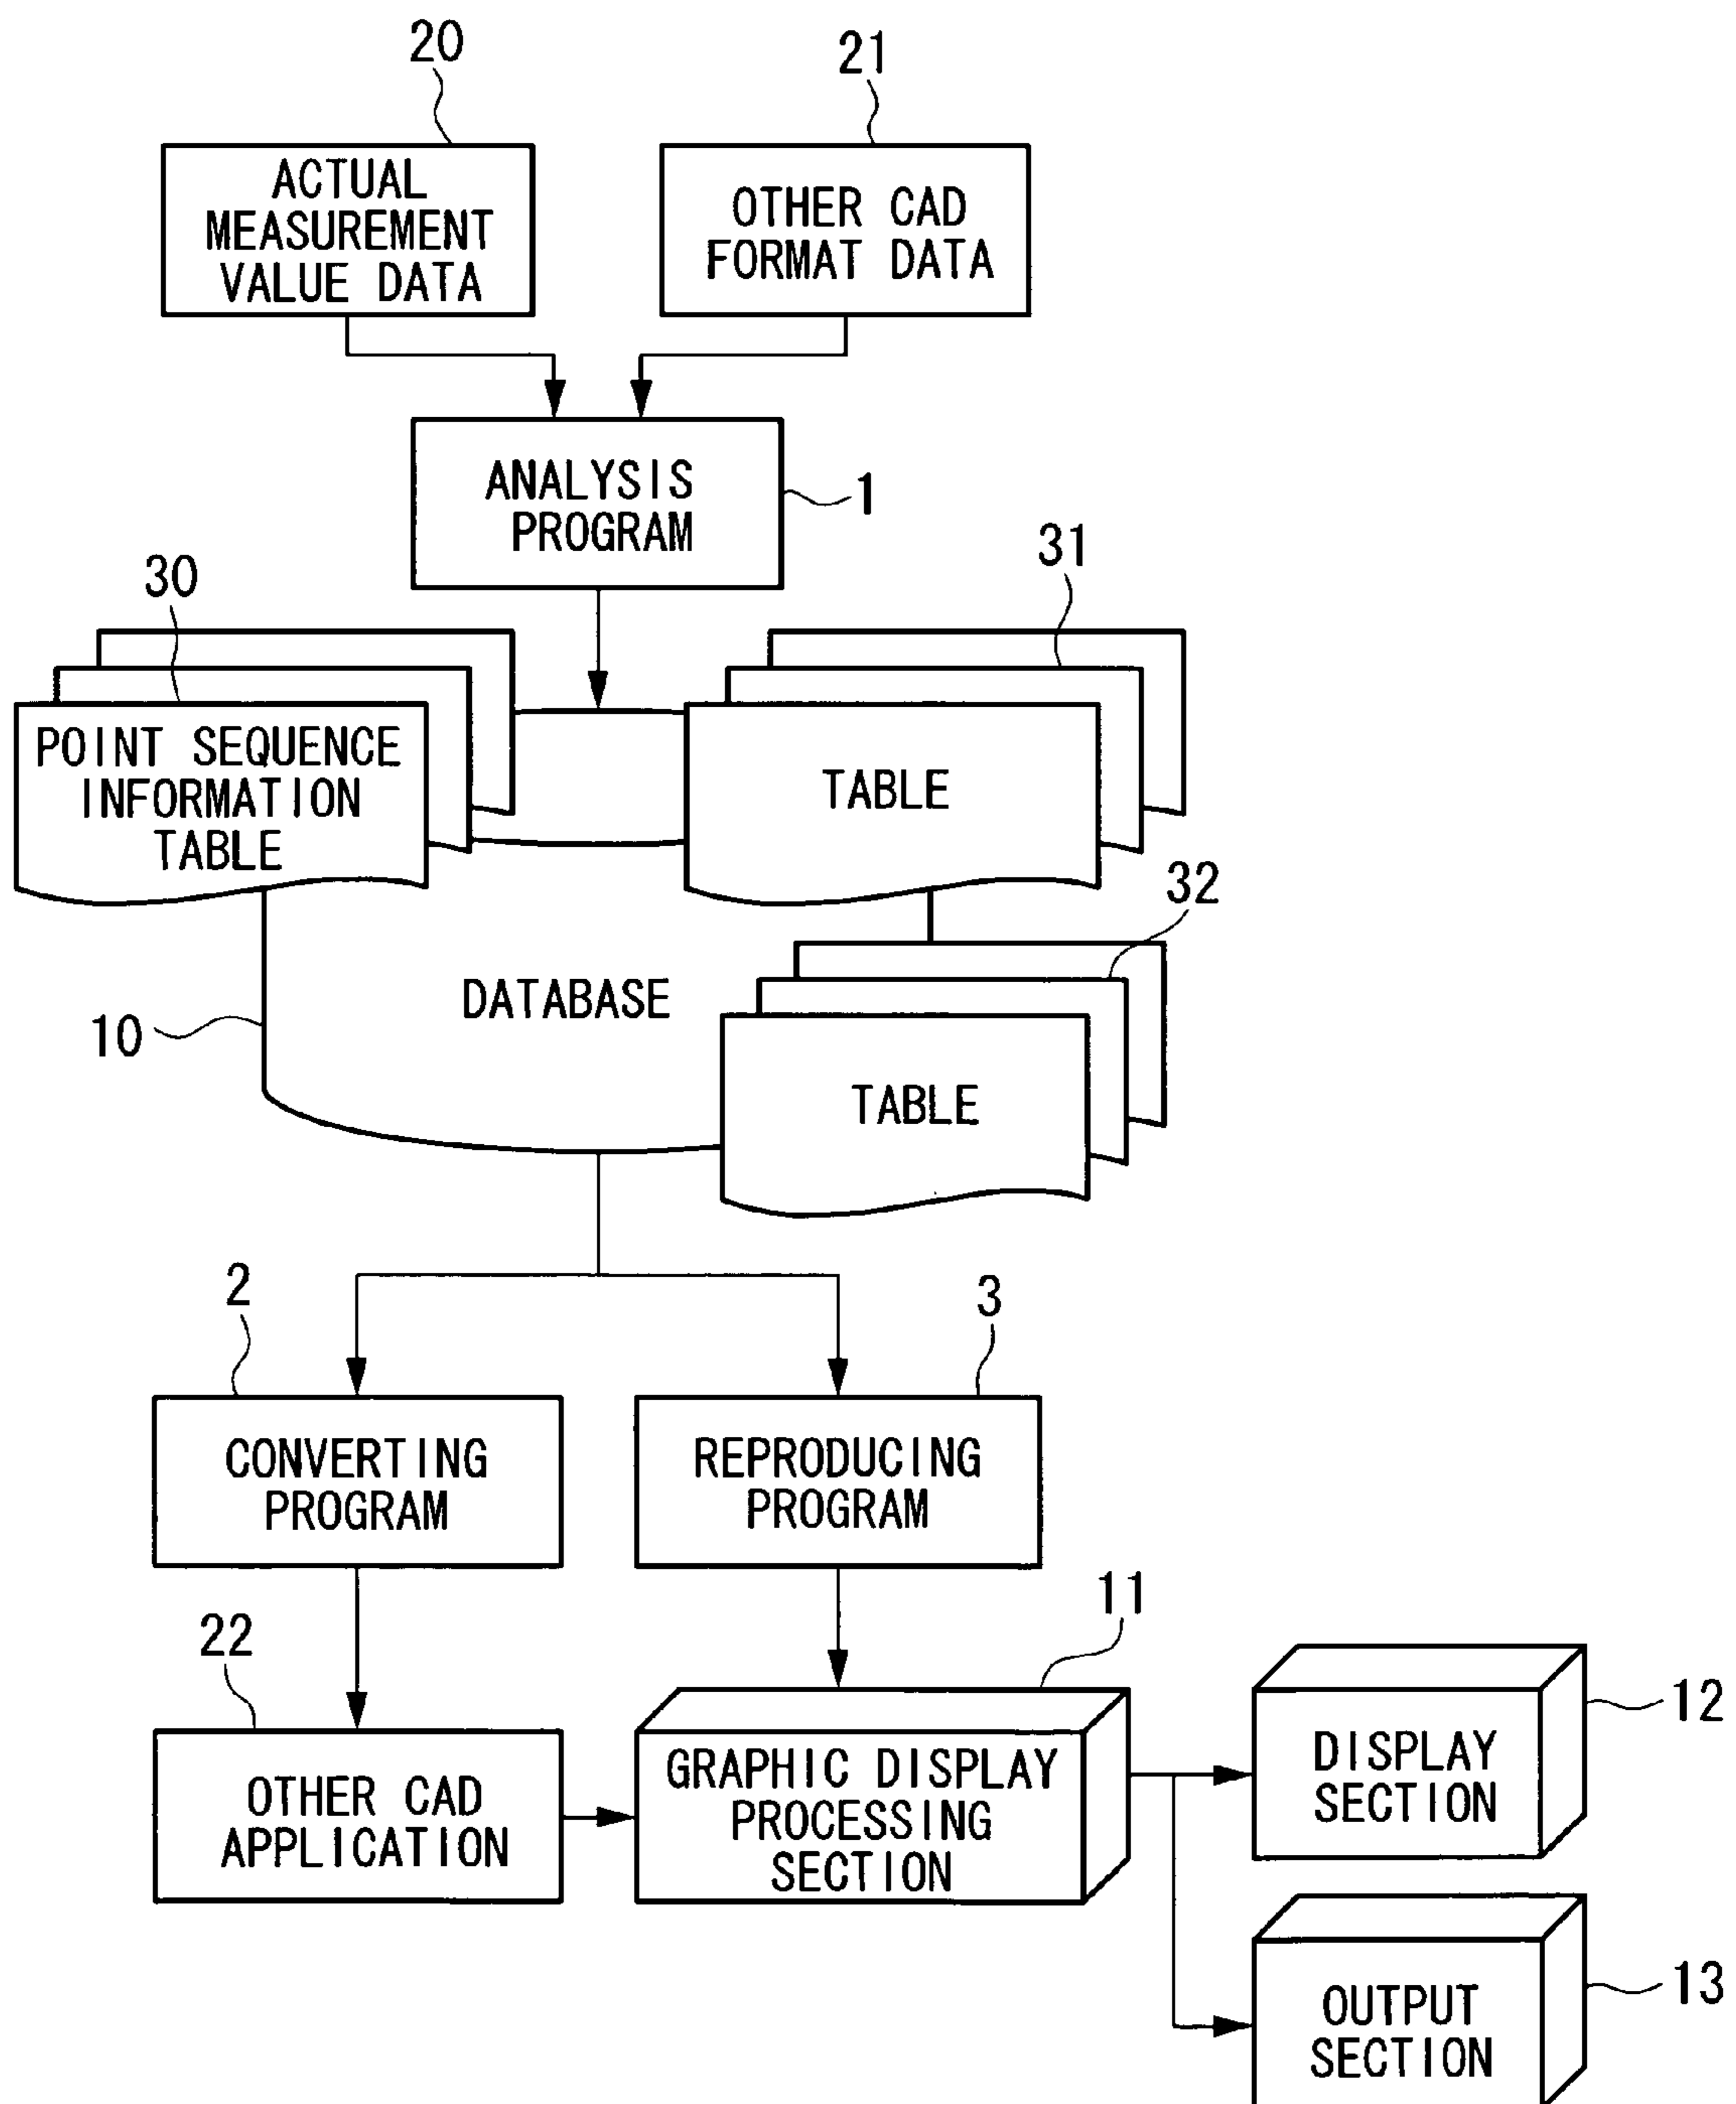 20
21
ACTUAL
MEASUREMENT
VALUE DATA
OTHER CAD
FORMAT DATA
ANALYSIS
PROGRAM
1
30
31
POINT SEQUENCE
INFORMATION
TABLE
TABLE
32
DATABASE
10
TABLE
2
3
CONVERTING
PROGRAM
REPRODUCING
PROGRAM
22
11
OTHER CAD
APPLICATION
GRAPHIC DISPLAY
PROCESSING
SECTION
12
DISPLAY
SECTION
13
OUTPUT
SECTION